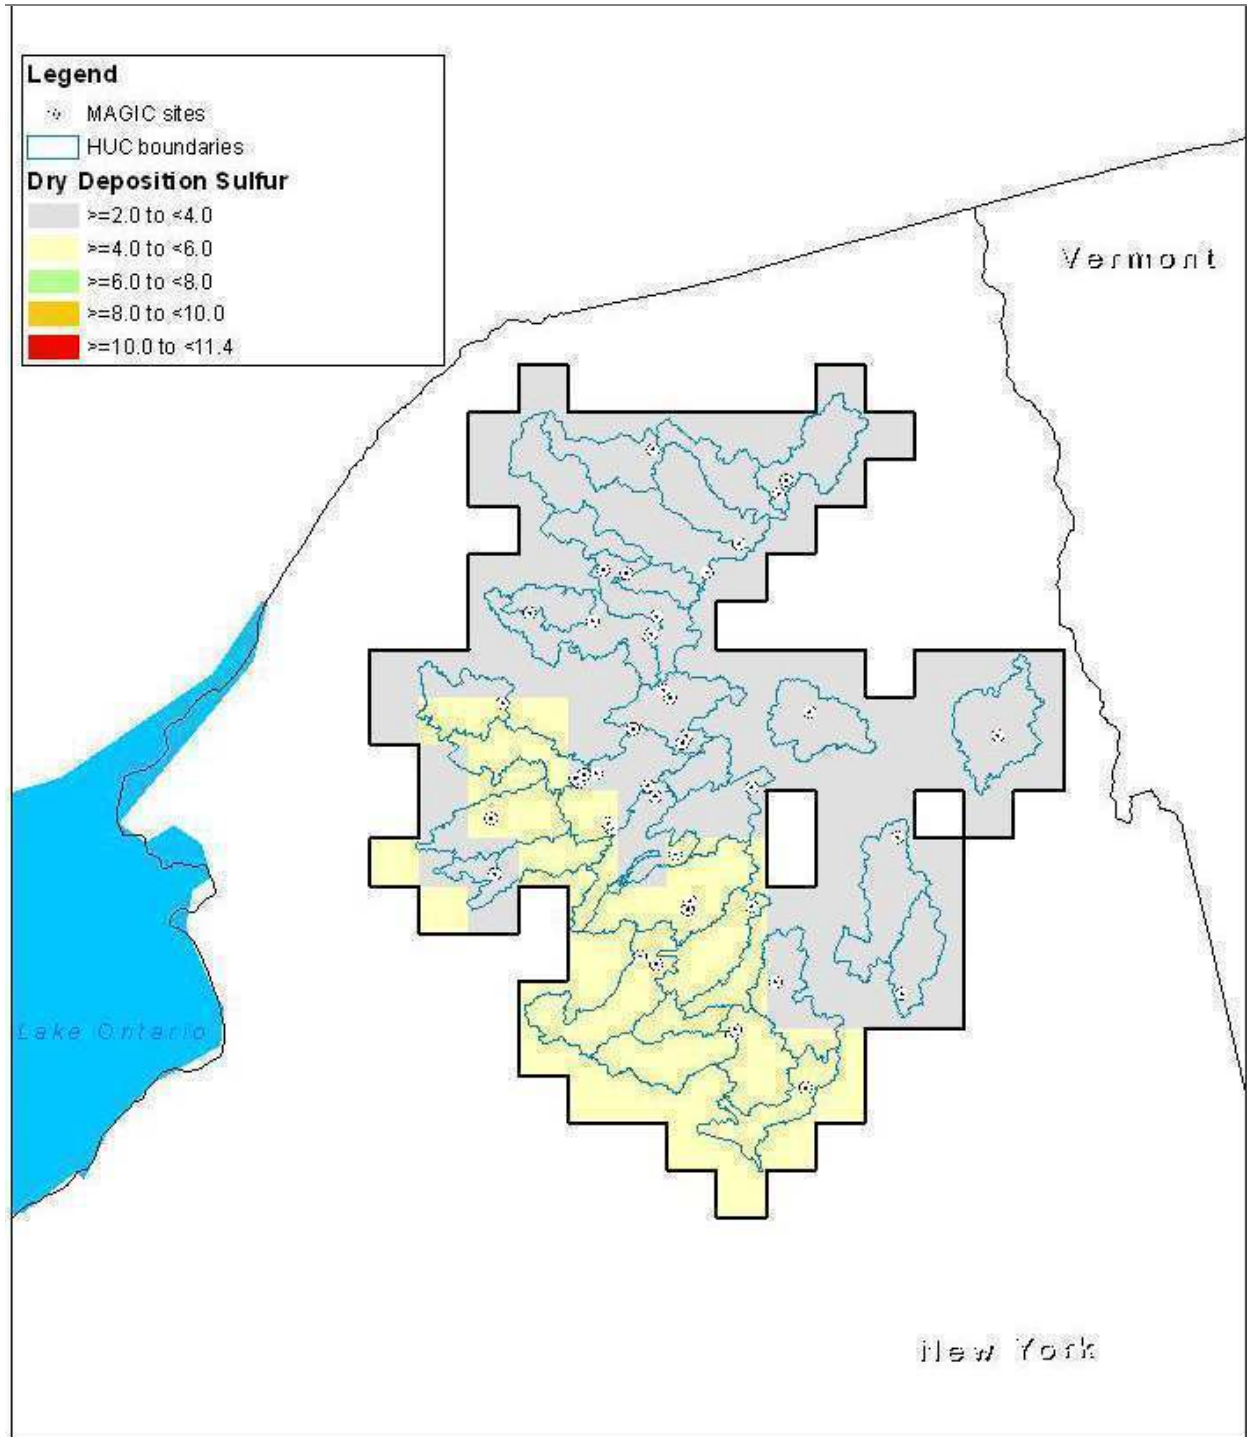 Legend
MAGIC sites
HUC boundaries
Dry Deposition Sulfur
>=2.0 to <4.0
>=4.0 to <6.0
>=6.0 to <8.0
>=8.0 to <10.0
>=10.0 to <11.4
Vermont
Lake Ontario
New York